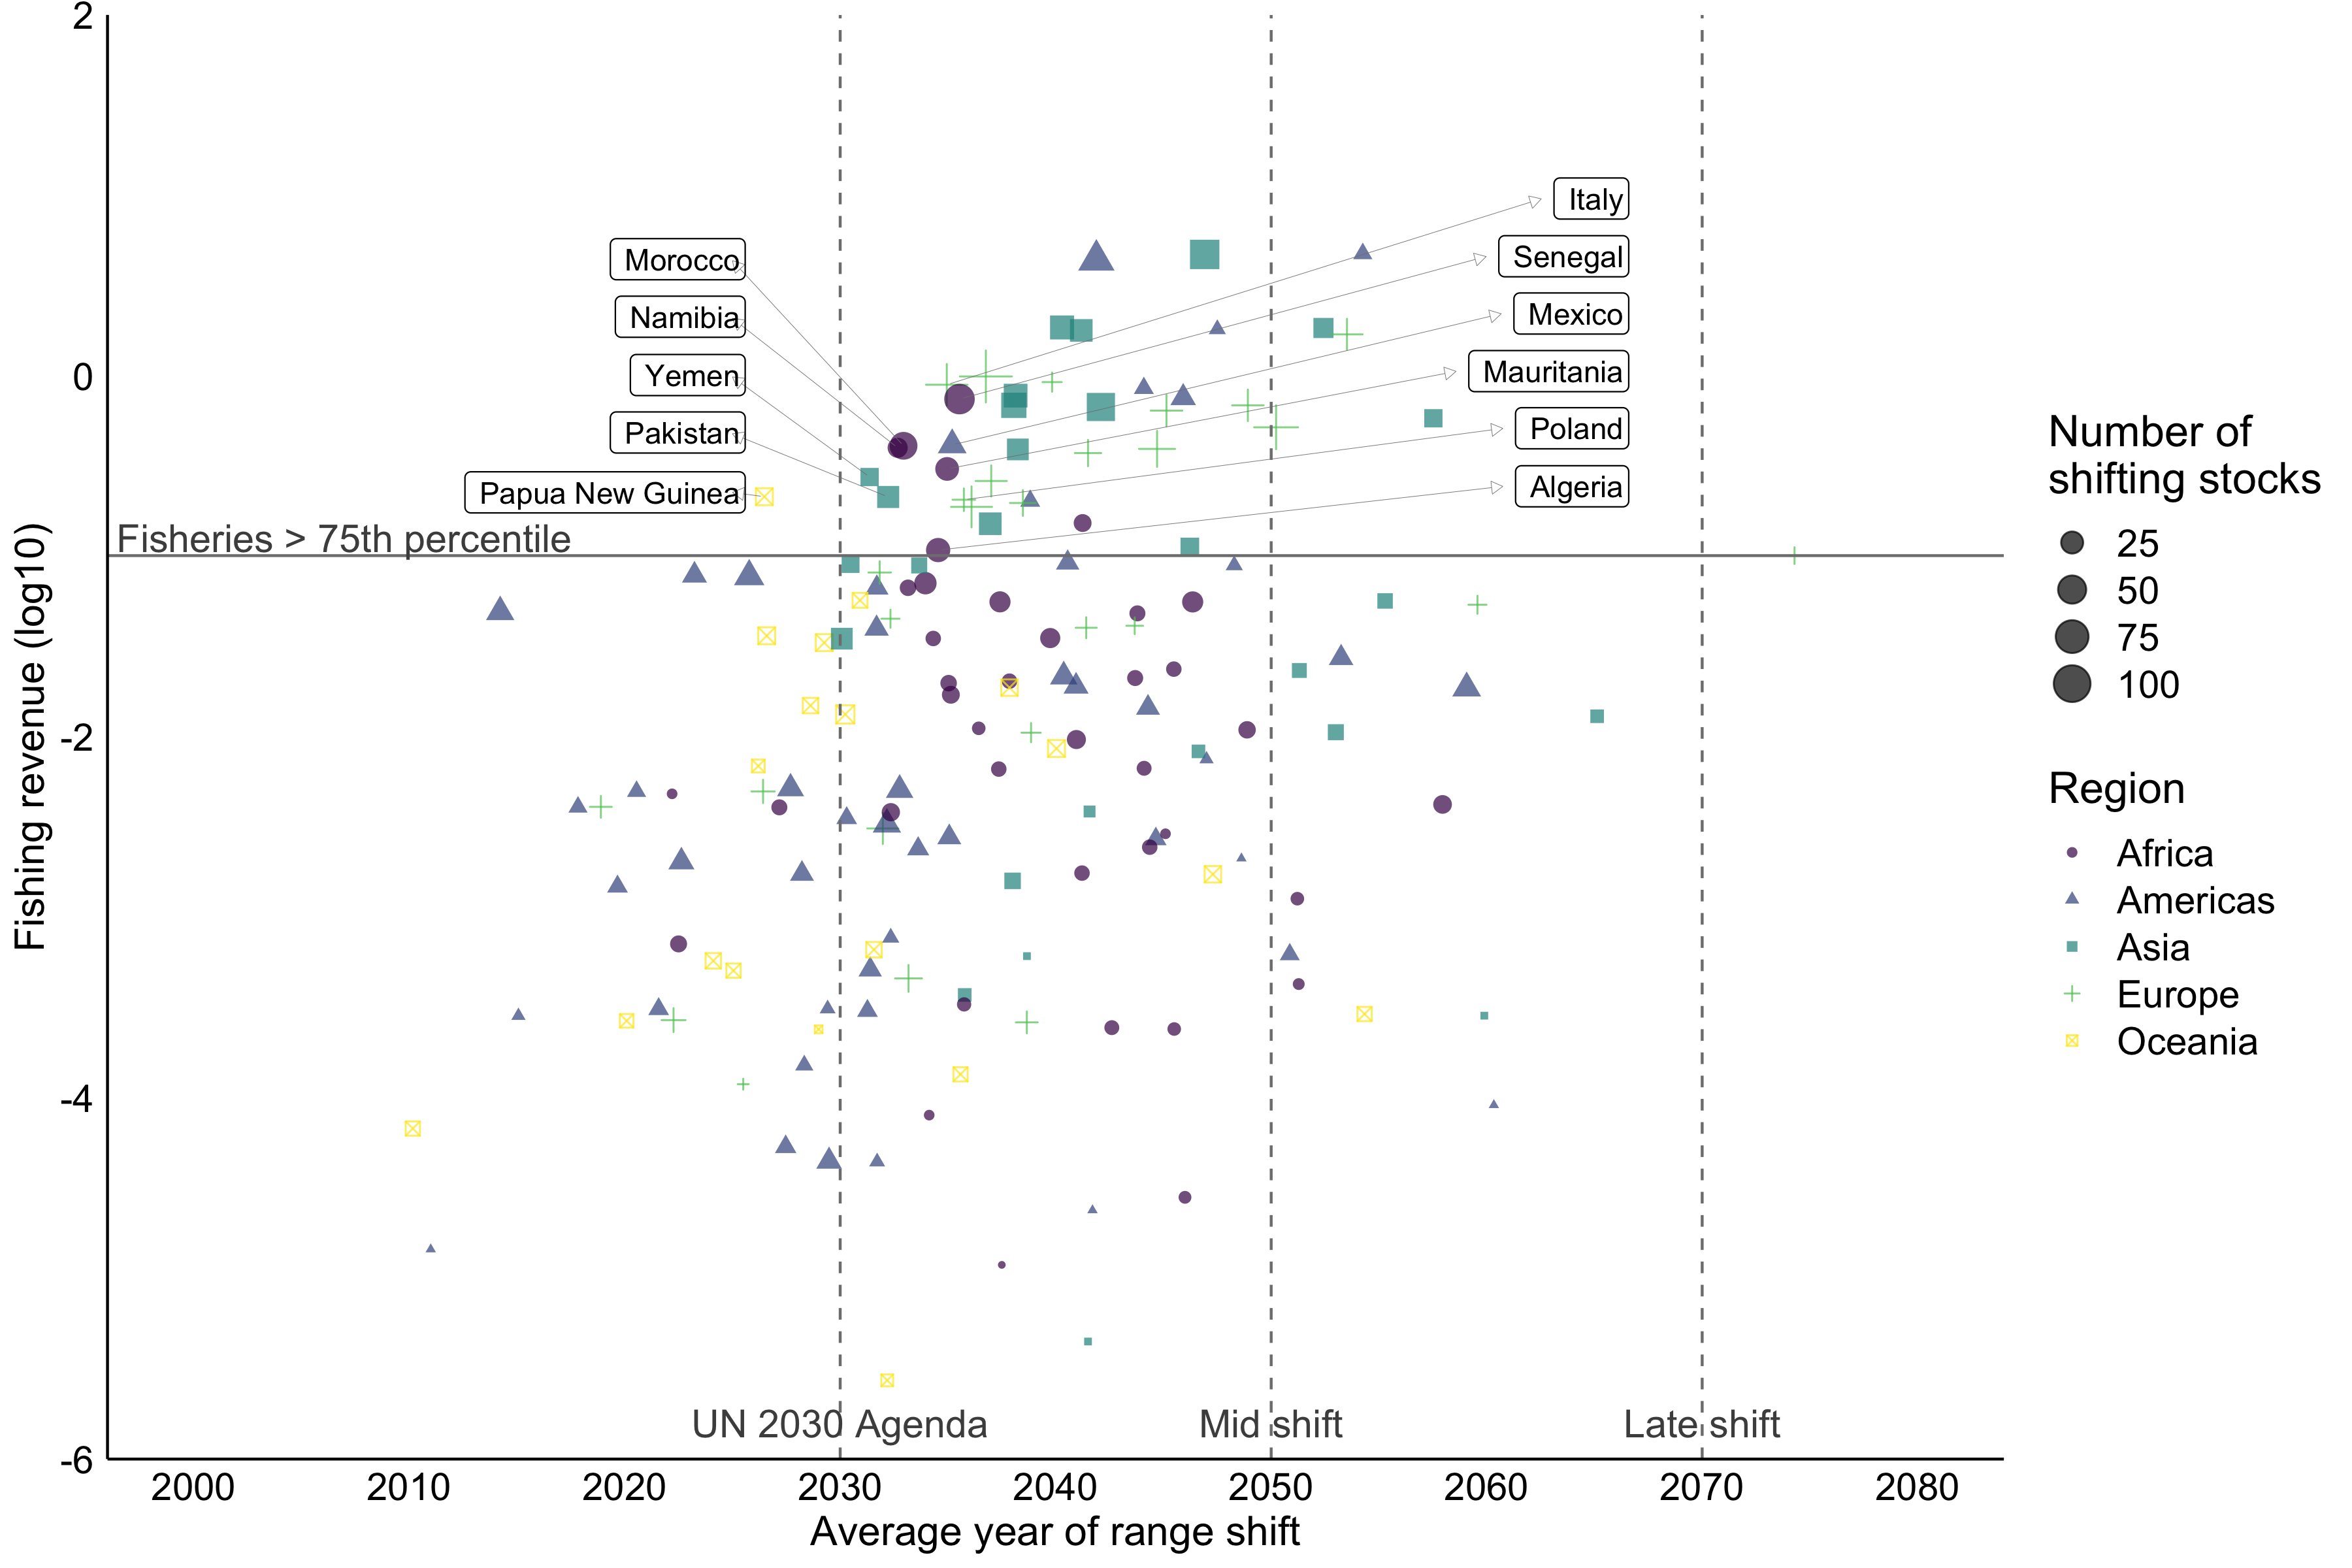 2
0
-2
-4
-6
Fishing revenue (log10)
Morocco
Namibia
Yemen
Pakistan
Papua New Guinea
Italy
Senegal
Mexico
Mauritania
Poland
Algeria
Fisheries > 75th percentile
UN 2030 Agenda
Mid shift
Late shift
2000 2010 2020 2030 2040 2050 2060 2070 2080
Average year of range shift
Number of
shifting stocks
25
50
75
100
Region
Africa
Americas
Asia
Europe
Oceania